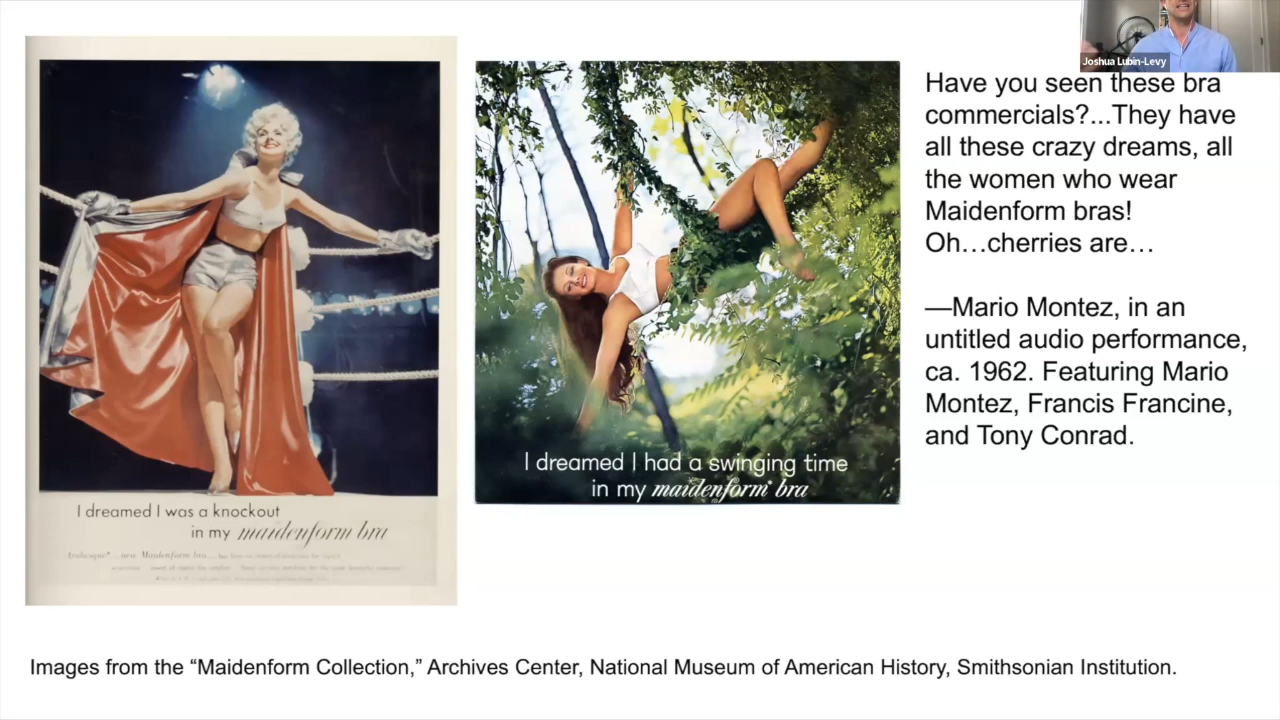 Joshua Lubin-Levy
Have you seen these bra
commercials?...They have
all these crazy dreams, all
the women who wear
Maidenform bras!
Oh…cherries are…
—Mario Montez, in an
untitled audio performance,
ca. 1962. Featuring Mario
Montez, Francis Francine,
and Tony Conrad.
I dreamed I was a knockout
in my maidenform bra
I dreamed I had a swinging time
in my maidenform* bra
Images from the “Maidenform Collection,” Archives Center, National Museum of American History, Smithsonian Institution.